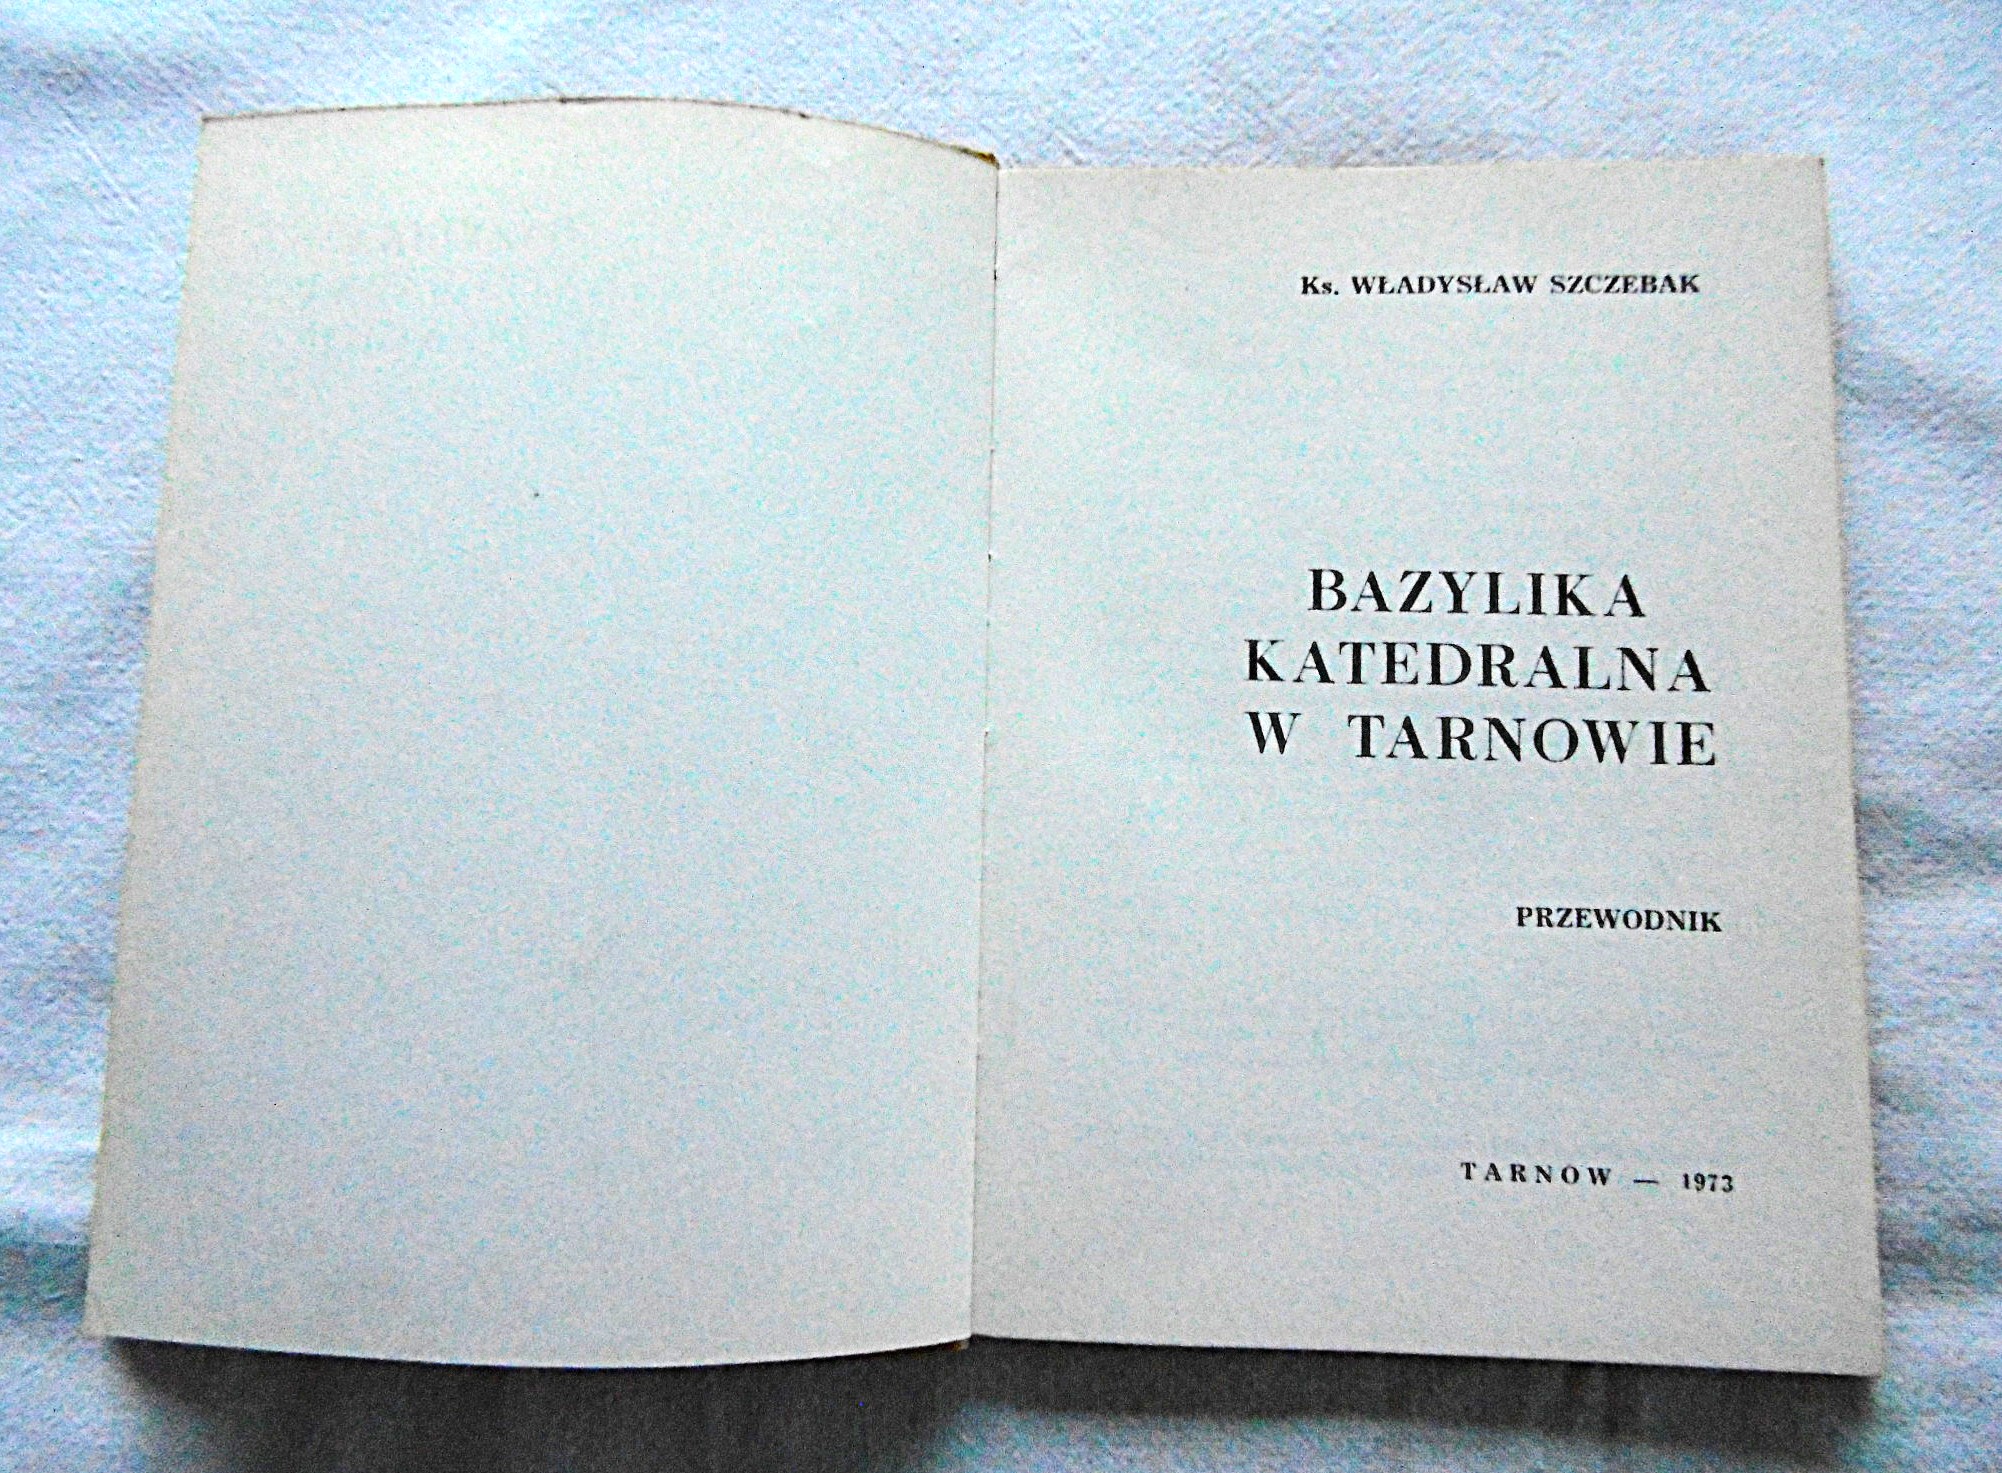 Ks. WŁADYSŁAW SZCZEBAK
BAZYLIKA
KATEDRALNA
W TARNOWIE
PRZEWODNIK
TARNOW — 1973